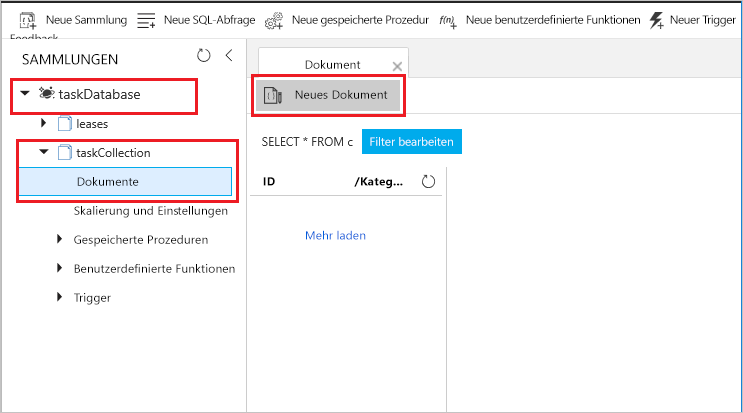 Neue Sammlung Neue SQL-Abfrage Neue gespeicherte Prozedur f(n) Neue benutzerdefinierte Funktionen Neuer Trigger
Feedback
SAMMLUNGEN
taskDatabase
leases
taskCollection
Dokumente
Skalierung und Einstellungen
Gespeicherte Prozeduren
Benutzerdefinierte Funktionen
Trigger
Dokument
Neues Dokument
SELECT * FROM c Filter bearbeiten
ID /Kateg...
Mehr laden